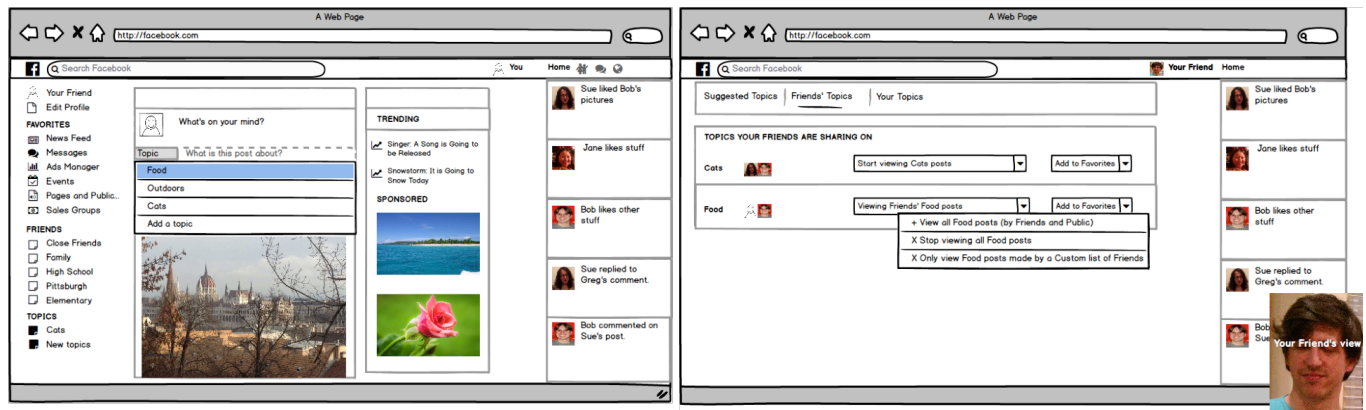 A Web Page
http://facebook.com
Search Facebook
You
Home
Your Friend
Edit Profile
FAVORITES
News Feed
Messages
Ads Manager
Events
Pages and Public...
Sales Groups
FRIENDS
Close Friends
Family
High School
Pittsburgh
Elementary
TOPICS
Cats
New topics
What's on your mind?
Topic
What is this post about?
Food
Outdoors
Cats
Add a topic
TRENDING
Singer: A Song is Going to
be Released
Snowstorm: It is Going to
Snow Today
SPONSORED
Sue liked Bob's
pictures
Jane likes stuff
Bob likes other
stuff
Sue replied to
Greg's comment.
Bob commented on
Sue's post.
A Web Page
http://facebook.com
Search Facebook
Your Friend
Home
Suggested Topics
Friends' Topics
Your Topics
TOPICS YOUR FRIENDS ARE SHARING ON
Cats
Start viewing Cats posts
Add to Favorites
Food
Viewing Friends' Food posts
Add to Favorites
+ View all Food posts (by Friends and Public)
X Stop viewing all Food posts
X Only view Food posts made by a Custom list of Friends
Sue liked Bob's
pictures
Jane likes stuff
Bob likes other
stuff
Sue replied to
Greg's comment.
Bob
Sue
Your Friend's view